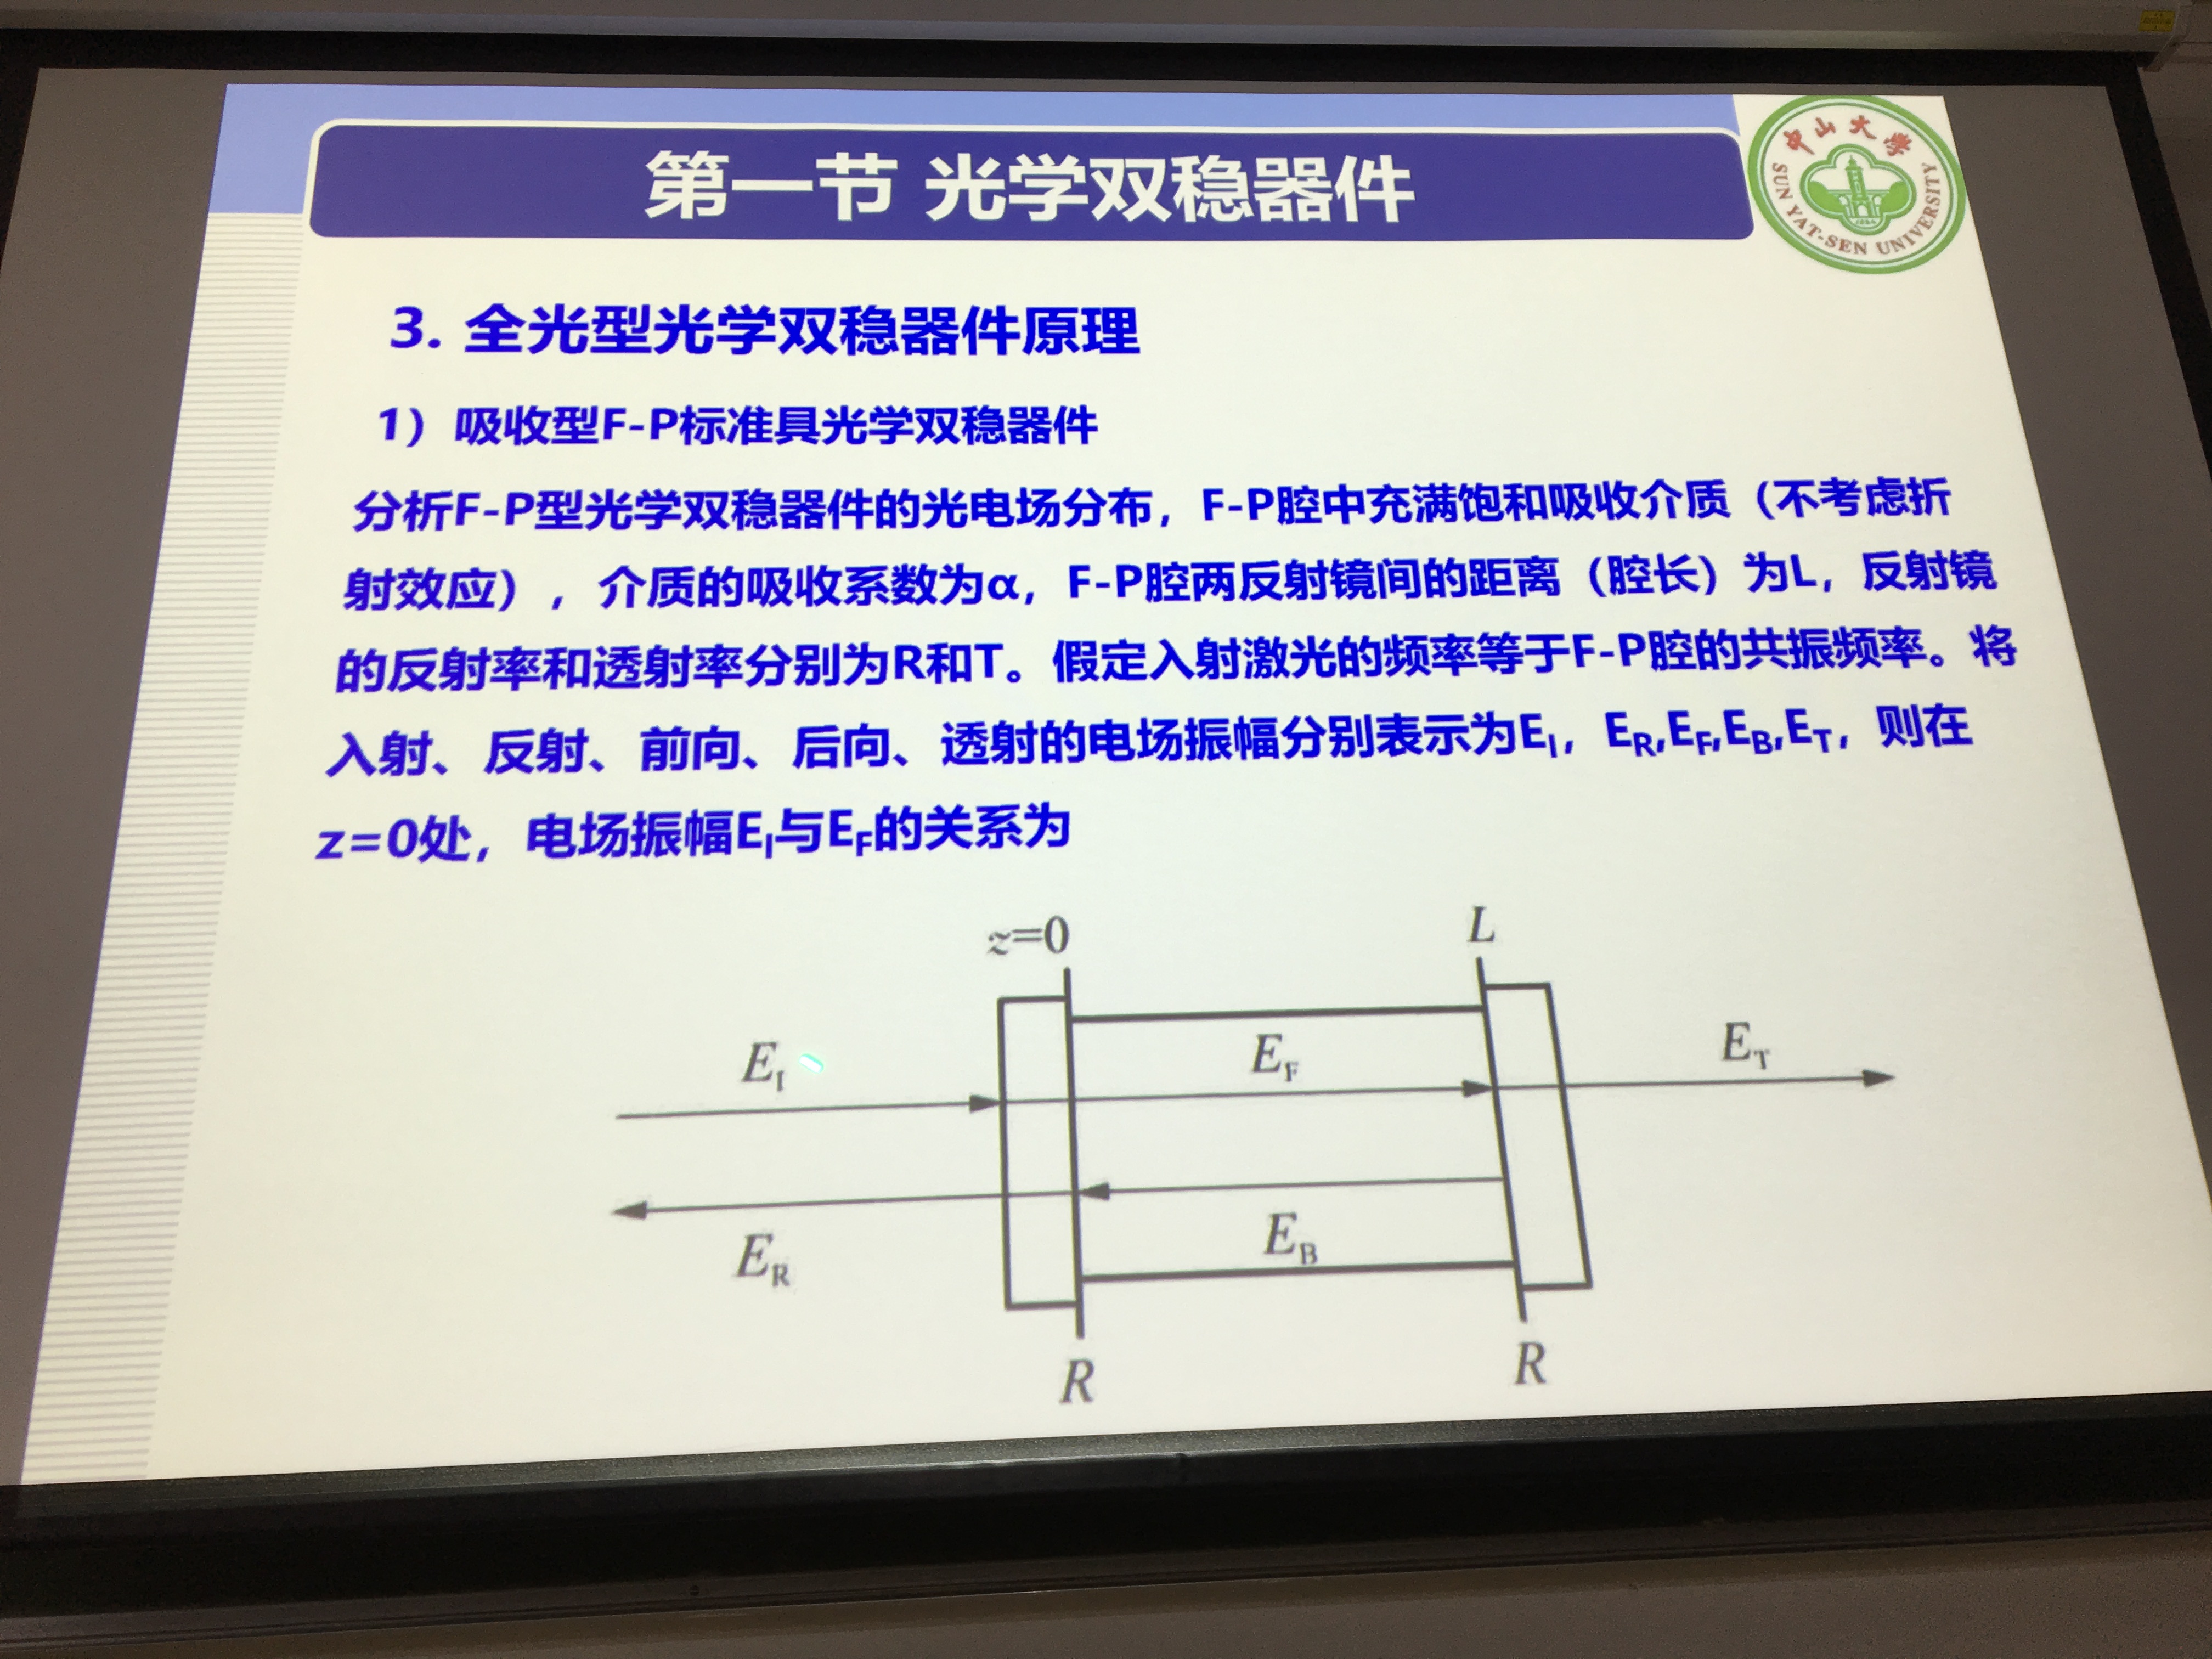 第一节 光学双稳器件
中山大学
SUN YAT-SEN UNIVERSITY
3. 全光型光学双稳器件原理
1）吸收型F-P标准具光学双稳器件
分析F-P型光学双稳器件的光电场分布，F-P腔中充满饱和吸收介质（不考虑折
射效应），介质的吸收系数为α，F-P腔两反射镜间的距离（腔长）为L，反射镜
的反射率和透射率分别为R和T。假定入射激光的频率等于F-P腔的共振频率。将
入射、反射、前向、后向、透射的电场振幅分别表示为E_I，E_R,E_F,E_B,E_T，则在
z=0处，电场振幅E_I与E_F的关系为
z=0
L
E_I
E_F
E_T
E_R
E_B
R
R